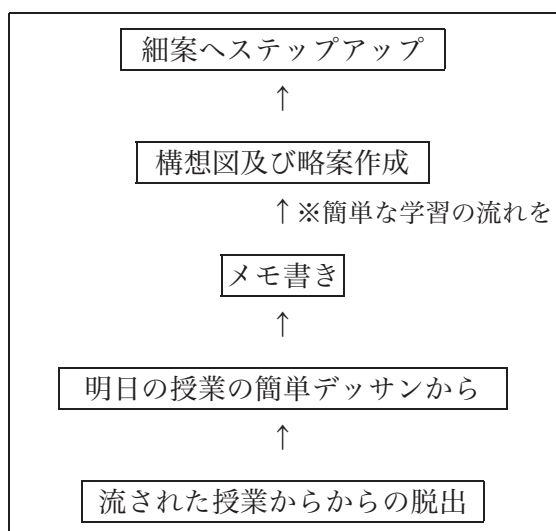 細案へステップアップ
↑
構想図及び略案作成
↑※簡単な学習の流れを
メモ書き
↑
明日の授業の簡単デッサンから
↑
流された授業からからの脱出